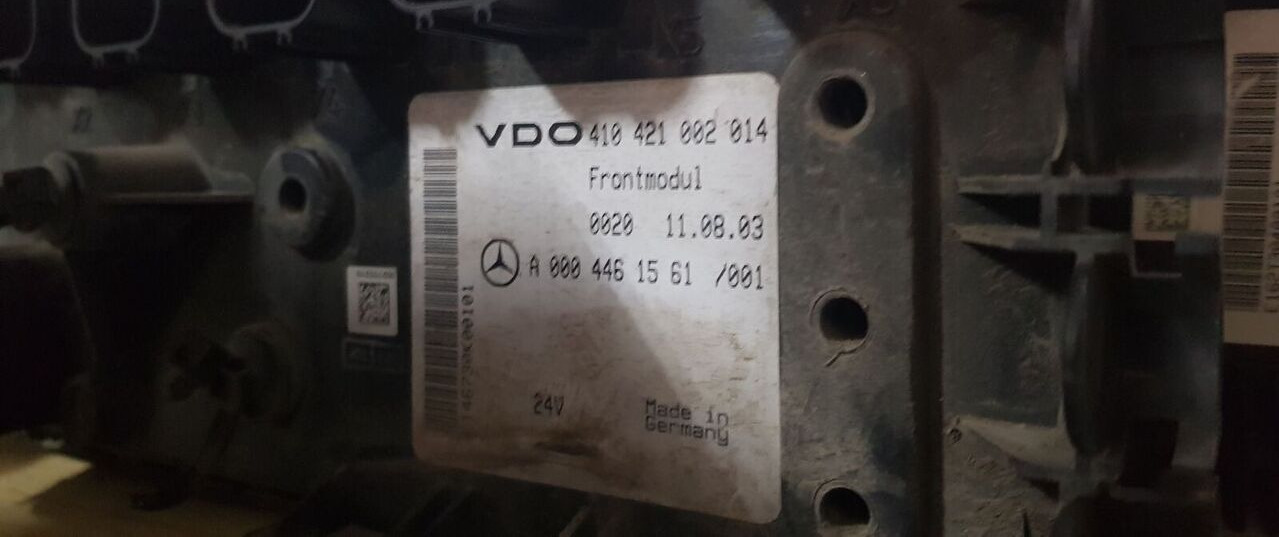 VDO 410 421 002 014
Frontmodul
0020 11.08.03
A 000 446 15 61 /001
24V
Made in
Germany